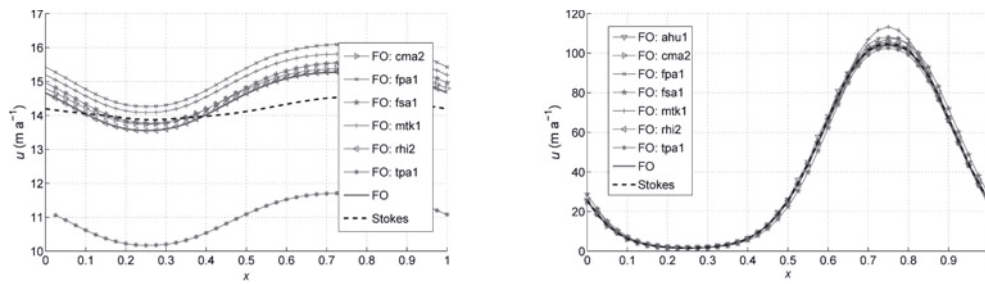 17
16
15
14
13
12
11
10
u (m a⁻¹)
0 0.1 0.2 0.3 0.4 0.5 0.6 0.7 0.8 0.9 1
x
FO: cma2
FO: fpa1
FO: fsa1
FO: mtk1
FO: rhi2
FO: tpa1
FO
Stokes
120
100
80
60
40
20
0
u (m a⁻¹)
0 0.1 0.2 0.3 0.4 0.5 0.6 0.7 0.8 0.9
x
FO: ahu1
FO: cma2
FO: fpa1
FO: fsa1
FO: mtk1
FO: rhi2
FO: tpa1
FO
Stokes